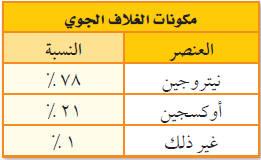 مكونات الغلاف الجوي
العنصر النسبة
نيتروجين ٧٨ ٪
أوكسجين ٢١ ٪
غير ذلك ١ ٪